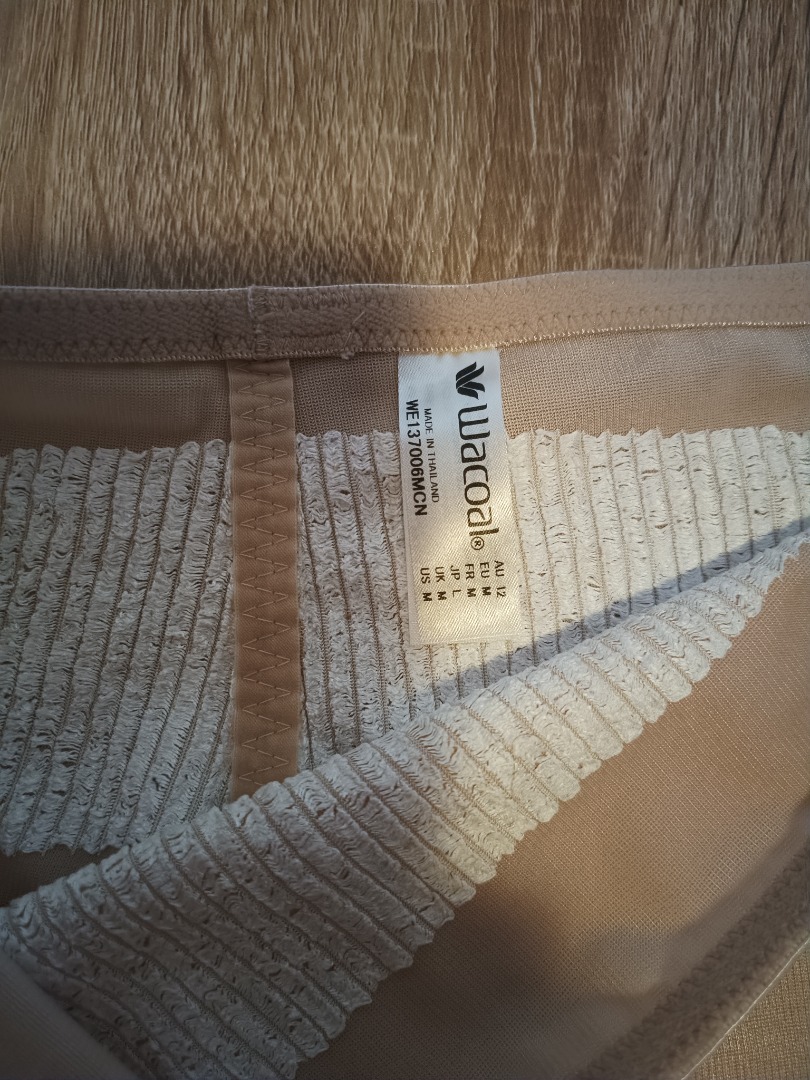 Wacoal®
MADE IN THAILAND
WE137006MCN
AU 12
EU M
FR M
JP L
UK M
US M